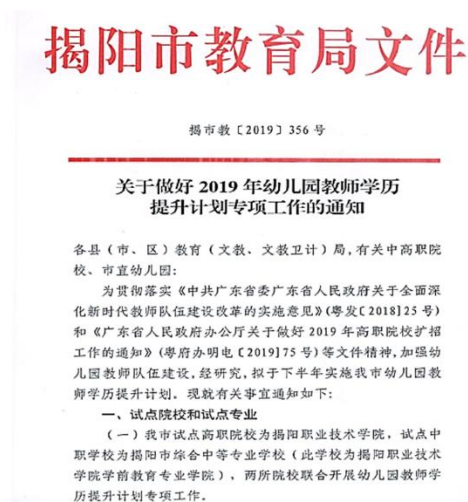 揭阳市教育局文件
揭市教〔2019〕356号
关于做好2019年幼儿园教师学历
提升计划专项工作的通知
各县（市、区）教育（文教、文教卫计）局，有关中高职院
校、市直幼儿园：
为贯彻落实《中共广东省委广东省人民政府关于全面深
化新时代教师队伍建设改革的实施意见》（粤发〔2018〕25号）
和《广东省人民政府办公厅关于做好2019年高职院校扩招
工作的通知》（粤府办明电〔2019〕75号）等文件精神，加强幼
儿园教师队伍建设，经研究，拟于下半年实施我市幼儿园教
师学历提升计划。现就有关事宜通知如下：
一、试点院校和试点专业
（一）我市试点高职院校为揭阳职业技术学院，试点中
职学校为揭阳市综合中等专业学校（此学校为揭阳职业技术
学院学前教育专业学院），两所院校联合开展幼儿园教师学
历提升计划专项工作。